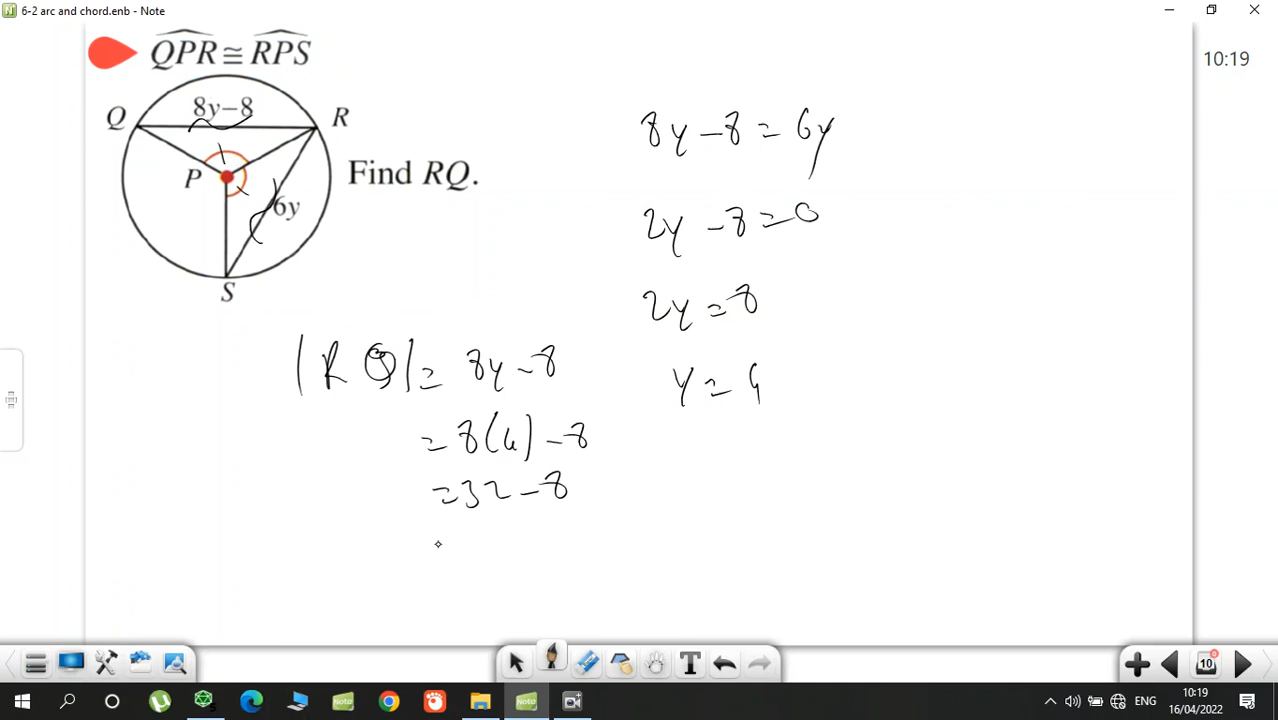 6-2 arc and chord.enb - Note
QPR ≅ RPS
10:19
8y−8
Q
R
P
Find RQ.
6y
S
8y − 8 = 6y
2y − 8 = 0
2y = 8
y = 4
|RQ| = 8y − 8
= 8(4) − 8
= 32 − 8
10
T
Note
Note
ENG
10:19
16/04/2022